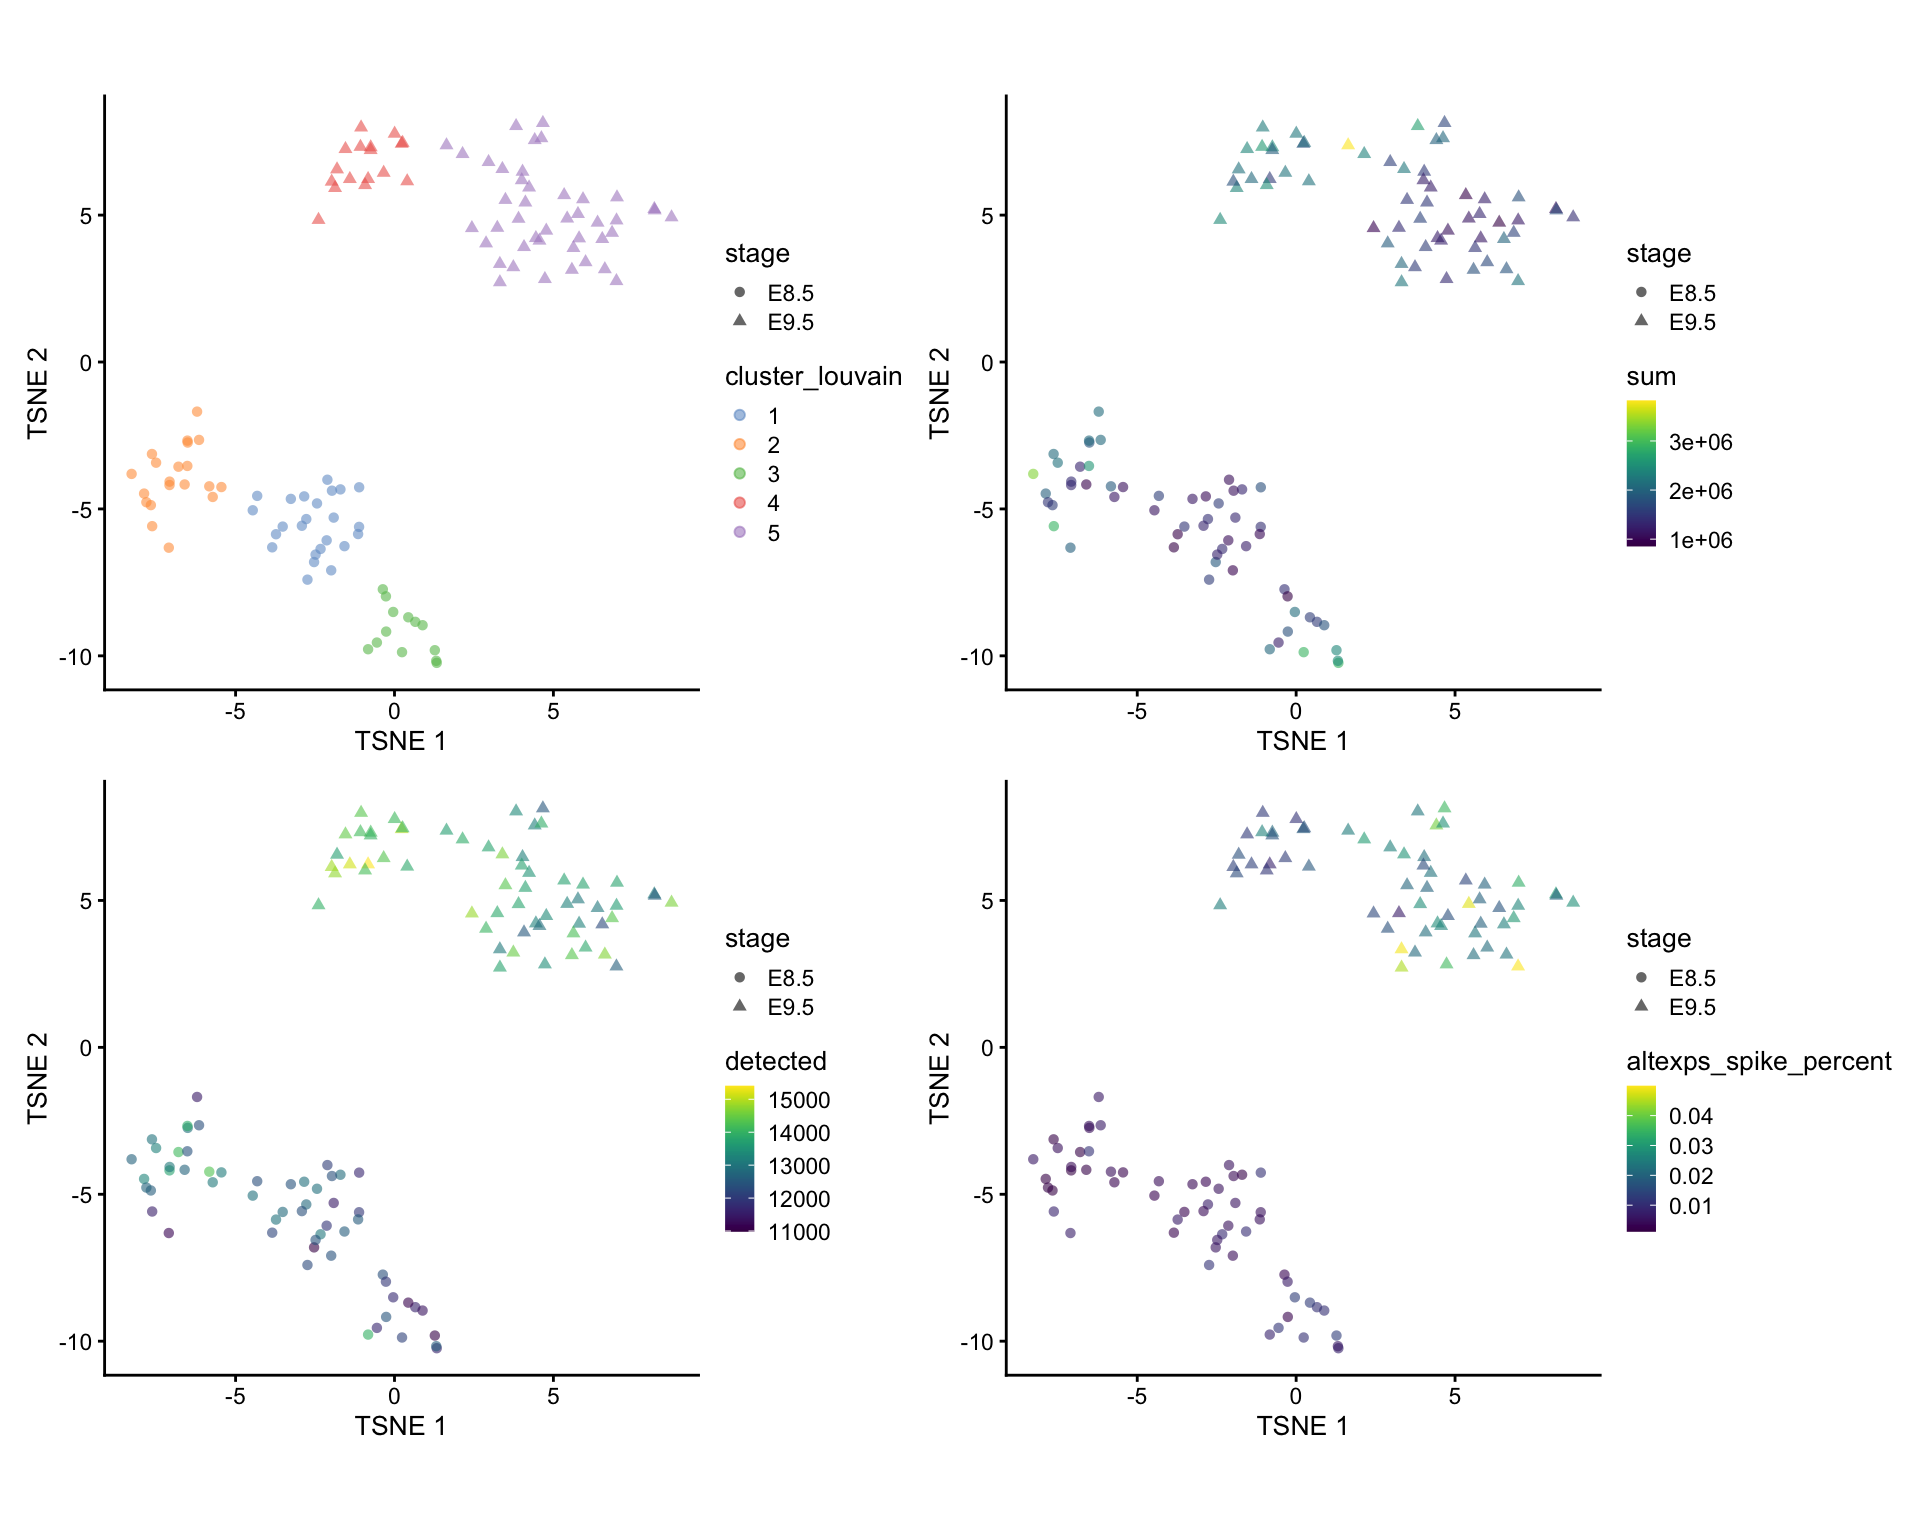 TSNE 2
5
0
-5
-10
-5 0 5
TSNE 1
stage
E8.5
E9.5
cluster_louvain
1
2
3
4
5
TSNE 2
5
0
-5
-10
-5 0 5
TSNE 1
stage
E8.5
E9.5
sum
3e+06
2e+06
1e+06
TSNE 2
5
0
-5
-10
-5 0 5
TSNE 1
stage
E8.5
E9.5
detected
15000
14000
13000
12000
11000
TSNE 2
5
0
-5
-10
-5 0 5
TSNE 1
stage
E8.5
E9.5
altexps_spike_percent
0.04
0.03
0.02
0.01